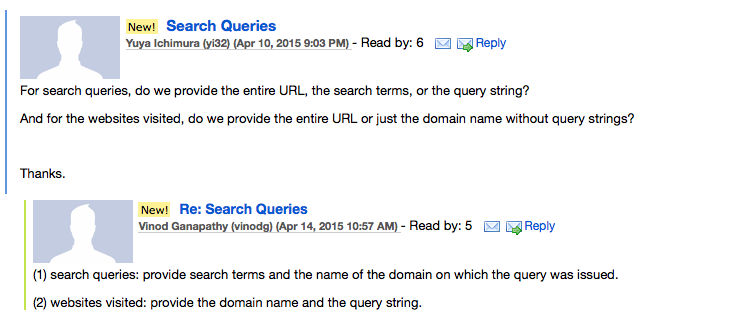 New! Search Queries
Yuya Ichimura (yi32) (Apr 10, 2015 9:03 PM) - Read by: 6 Reply
For search queries, do we provide the entire URL, the search terms, or the query string?
And for the websites visited, do we provide the entire URL or just the domain name without query strings?
Thanks.
New! Re: Search Queries
Vinod Ganapathy (vinodg) (Apr 14, 2015 10:57 AM) - Read by: 5 Reply
(1) search queries: provide search terms and the name of the domain on which the query was issued.
(2) websites visited: provide the domain name and the query string.